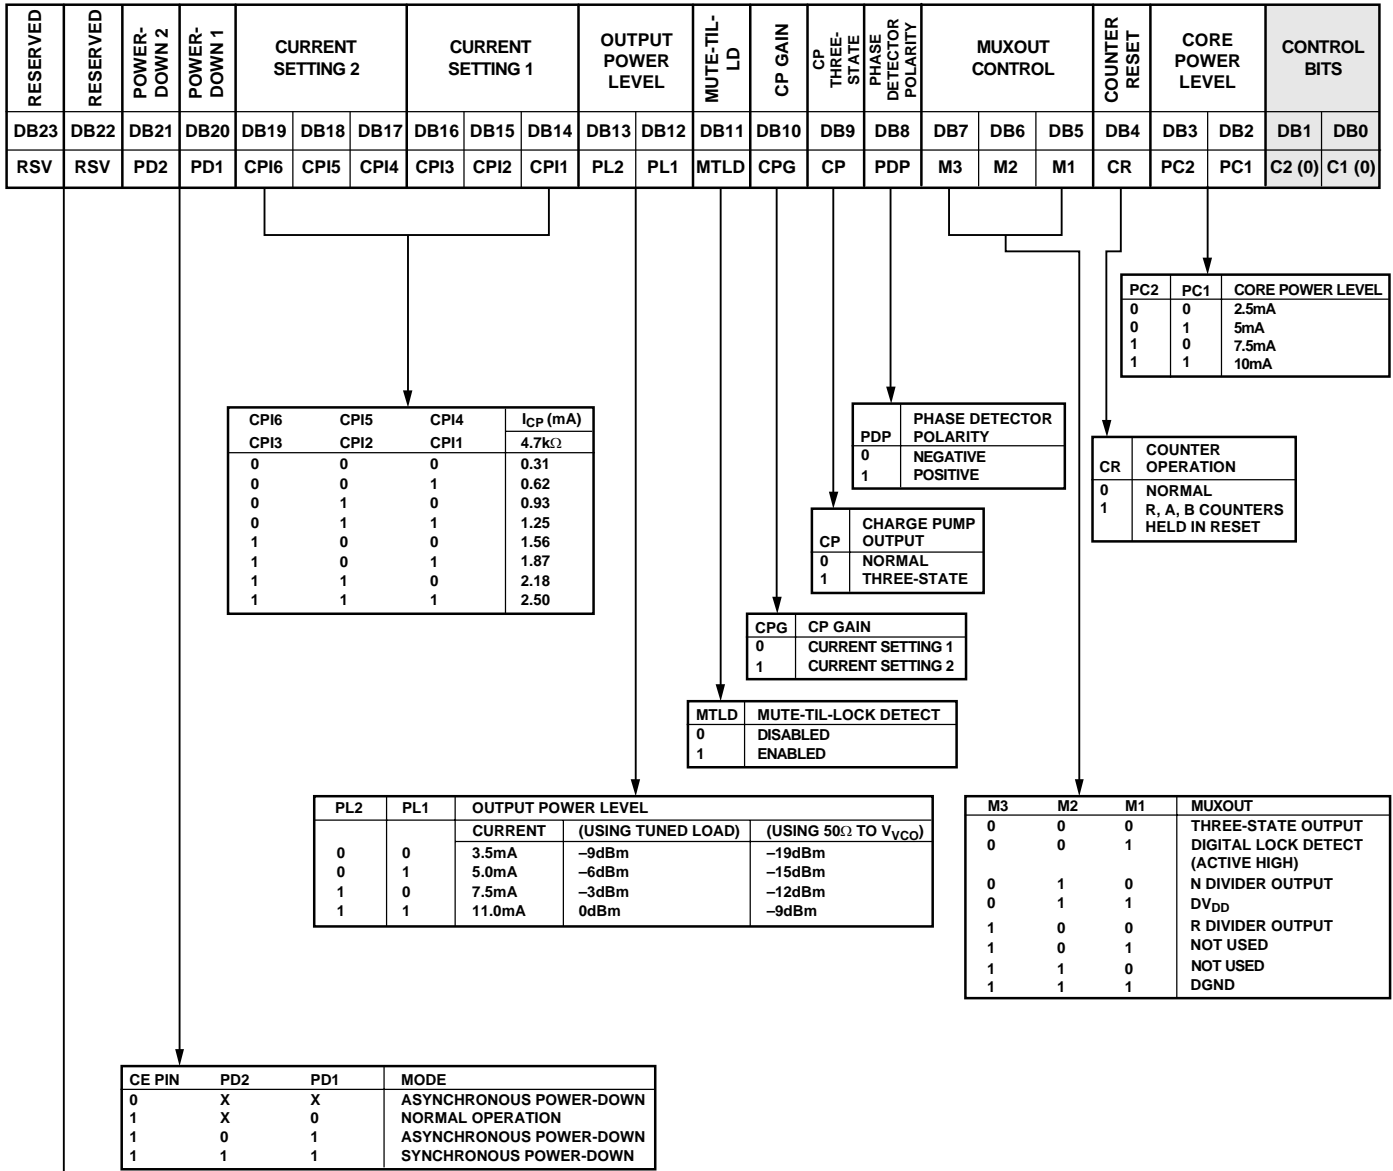 RESERVED RESERVED POWER-DOWN 2 POWER-DOWN 1 CURRENT SETTING 2 CURRENT SETTING 1 OUTPUT POWER LEVEL MUTE-TIL-LD CP GAIN CP THREE-STATE PHASE DETECTOR POLARITY MUXOUT CONTROL COUNTER RESET CORE POWER LEVEL CONTROL BITS
DB23 DB22 DB21 DB20 DB19 DB18 DB17 DB16 DB15 DB14 DB13 DB12 DB11 DB10 DB9 DB8 DB7 DB6 DB5 DB4 DB3 DB2 DB1 DB0
RSV RSV PD2 PD1 CPI6 CPI5 CPI4 CPI3 CPI2 CPI1 PL2 PL1 MTLD CPG CP PDP M3 M2 M1 CR PC2 PC1 C2 (0) C1 (0)
PC2 PC1 CORE POWER LEVEL
0 0 2.5mA
0 1 5mA
1 0 7.5mA
1 1 10mA
CPI6 CPI5 CPI4 ICP (mA)
CPI3 CPI2 CPI1 4.7kΩ
0 0 0 0.31
0 0 1 0.62
0 1 0 0.93
0 1 1 1.25
1 0 0 1.56
1 0 1 1.87
1 1 0 2.18
1 1 1 2.50
PDP PHASE DETECTOR POLARITY
0 NEGATIVE
1 POSITIVE
CR COUNTER OPERATION
0 NORMAL
1 R, A, B COUNTERS
HELD IN RESET
CP CHARGE PUMP OUTPUT
0 NORMAL
1 THREE-STATE
CPG CP GAIN
0 CURRENT SETTING 1
1 CURRENT SETTING 2
MTLD MUTE-TIL-LOCK DETECT
0 DISABLED
1 ENABLED
PL2 PL1 OUTPUT POWER LEVEL
CURRENT (USING TUNED LOAD) (USING 50Ω TO VVCO)
0 0 3.5mA –9dBm –19dBm
0 1 5.0mA –6dBm –15dBm
1 0 7.5mA –3dBm –12dBm
1 1 11.0mA 0dBm –9dBm
M3 M2 M1 MUXOUT
0 0 0 THREE-STATE OUTPUT
0 0 1 DIGITAL LOCK DETECT
(ACTIVE HIGH)
0 1 0 N DIVIDER OUTPUT
0 1 1 DVDD
1 0 0 R DIVIDER OUTPUT
1 0 1 NOT USED
1 1 0 NOT USED
1 1 1 DGND
CE PIN PD2 PD1 MODE
0 X X ASYNCHRONOUS POWER-DOWN
1 X 0 NORMAL OPERATION
1 0 1 ASYNCHRONOUS POWER-DOWN
1 1 1 SYNCHRONOUS POWER-DOWN